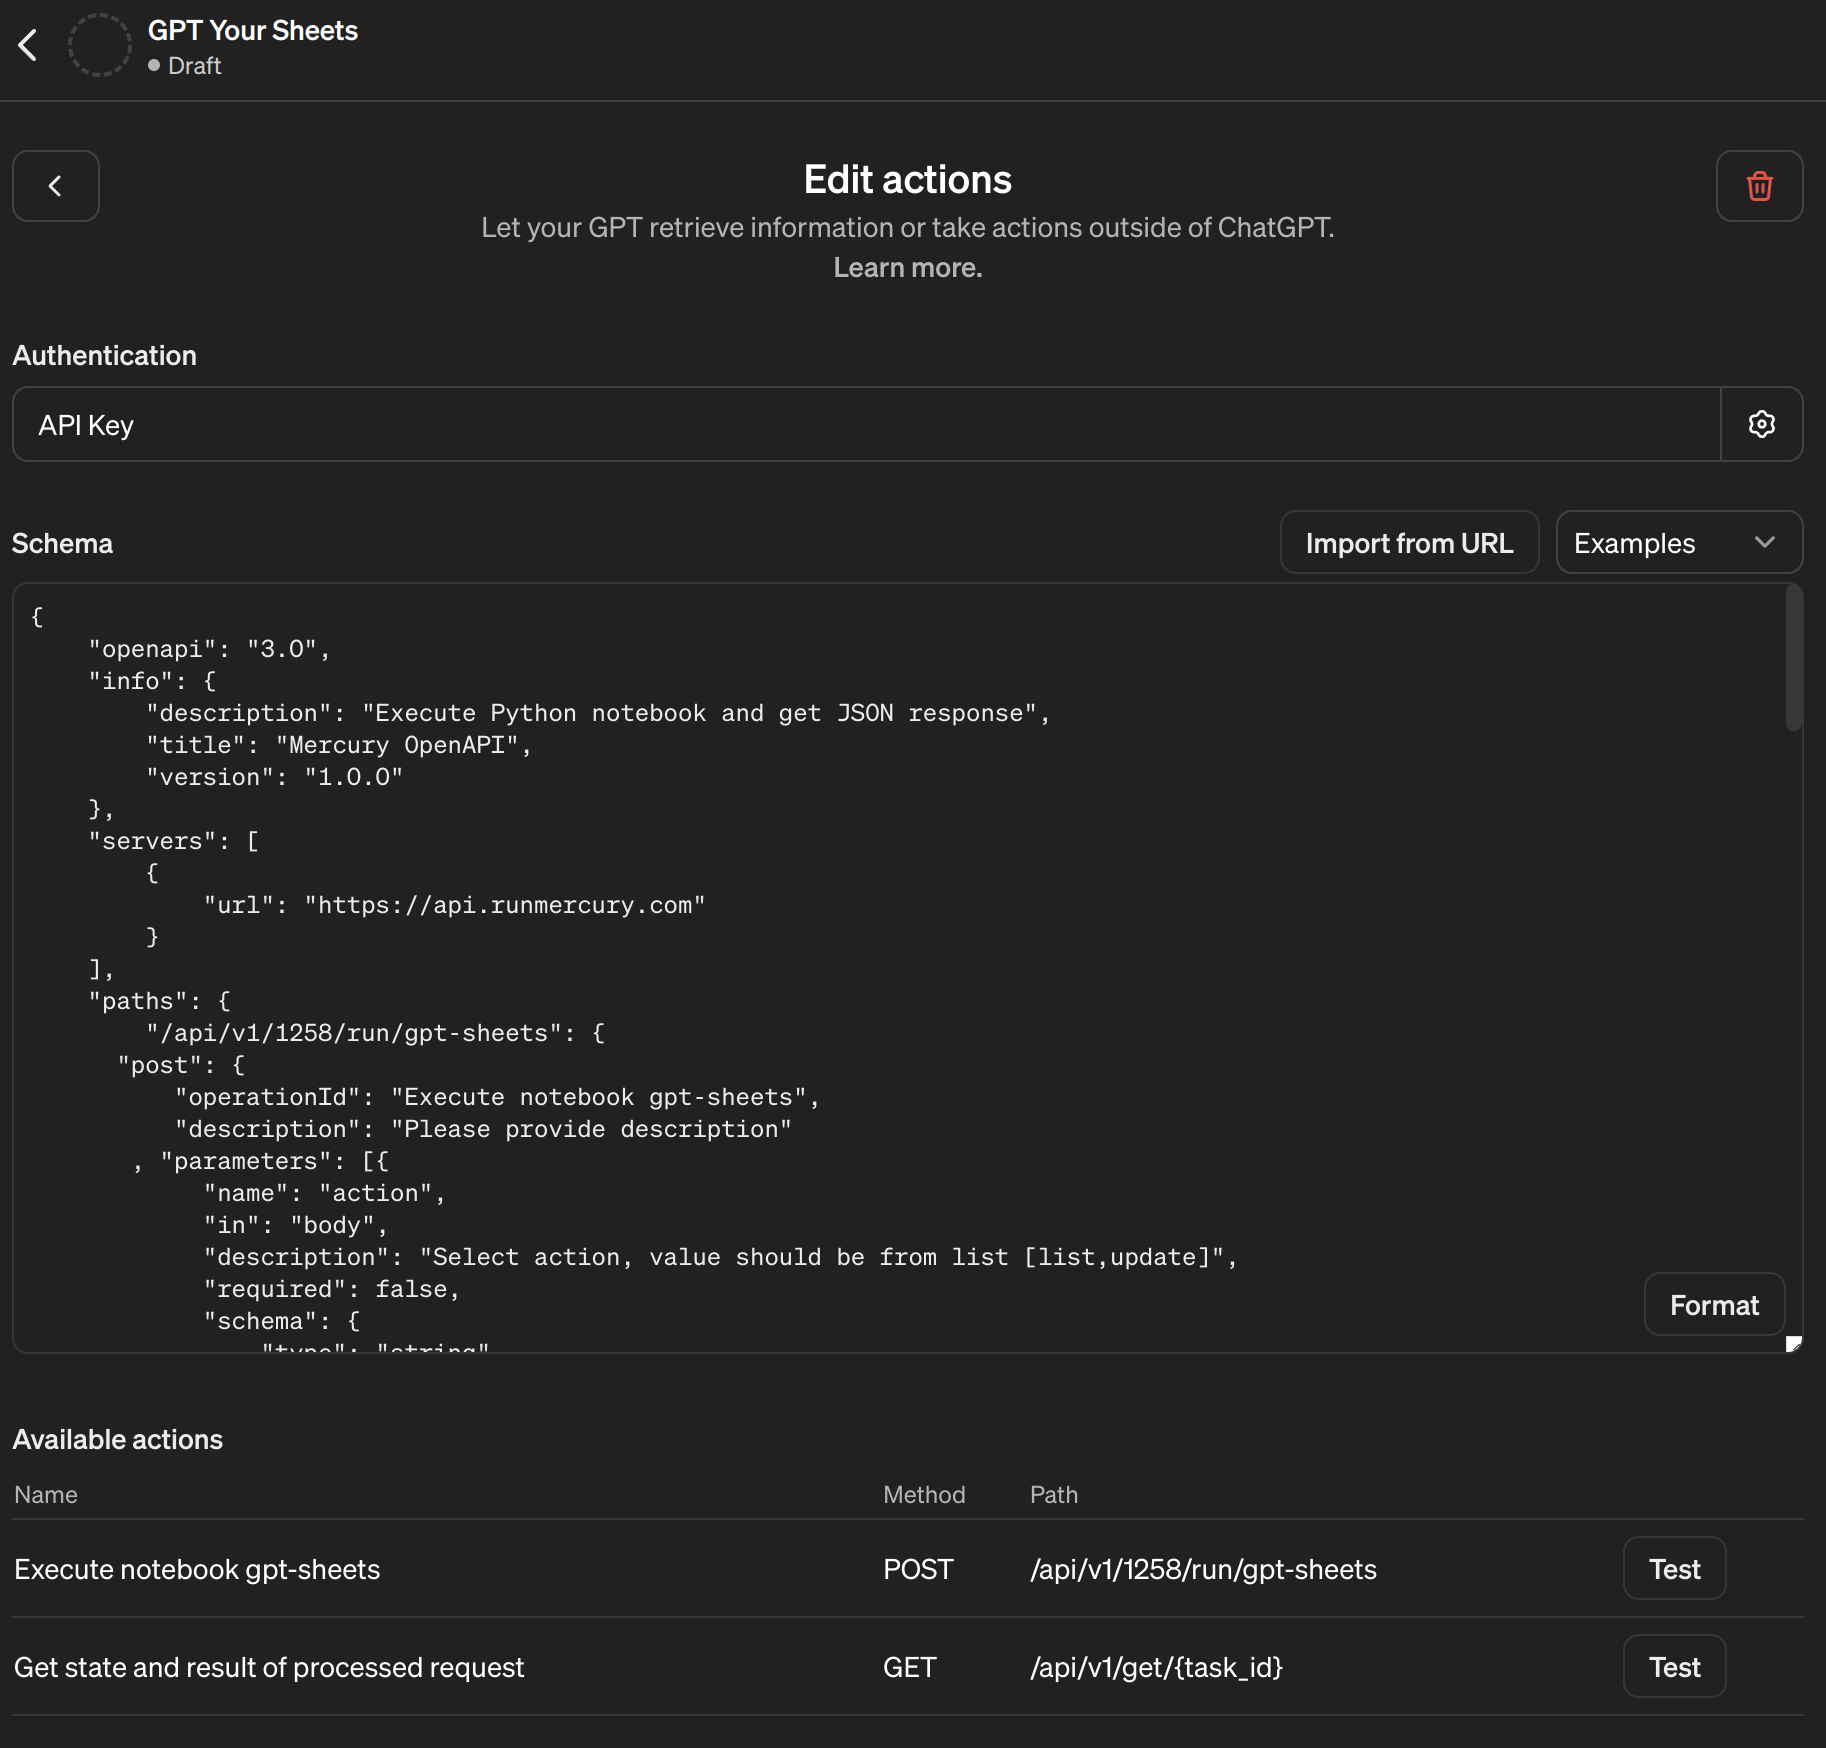 GPT Your Sheets
Draft
Edit actions
Let your GPT retrieve information or take actions outside of ChatGPT.
Learn more.
Authentication
API Key
Schema
Import from URL
Examples
{
    "openapi": "3.0",
    "info": {
        "description": "Execute Python notebook and get JSON response",
        "title": "Mercury OpenAPI",
        "version": "1.0.0"
    },
    "servers": [
        {
            "url": "https://api.runmercury.com"
        }
    ],
    "paths": {
        "/api/v1/1258/run/gpt-sheets": {
      "post": {
          "operationId": "Execute notebook gpt-sheets",
          "description": "Please provide description"
       , "parameters": [{
            "name": "action",
            "in": "body",
            "description": "Select action, value should be from list [list,update]",
            "required": false,
            "schema": {
                "type": "string"
Format
Available actions
Name Method Path
Execute notebook gpt-sheets POST /api/v1/1258/run/gpt-sheets Test
Get state and result of processed request GET /api/v1/get/{task_id} Test